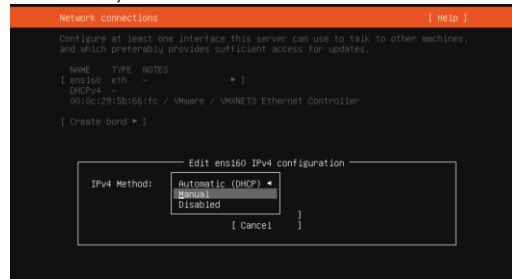 Network connections [ Help ]
Configure at least one interface this server can use to talk to other machines,
and which preferably provides sufficient access for updates.
NAME TYPE NOTES
[ ens160 eth - ▸ ]
DHCPv4 -
00:0c:29:5b:66:fc / VMware / VMXNET3 Ethernet Controller
[ Create bond ▸ ]
Edit ens160 IPv4 configuration
IPv4 Method: Automatic (DHCP) ◂
Manual
Disabled
]
[ Cancel ]